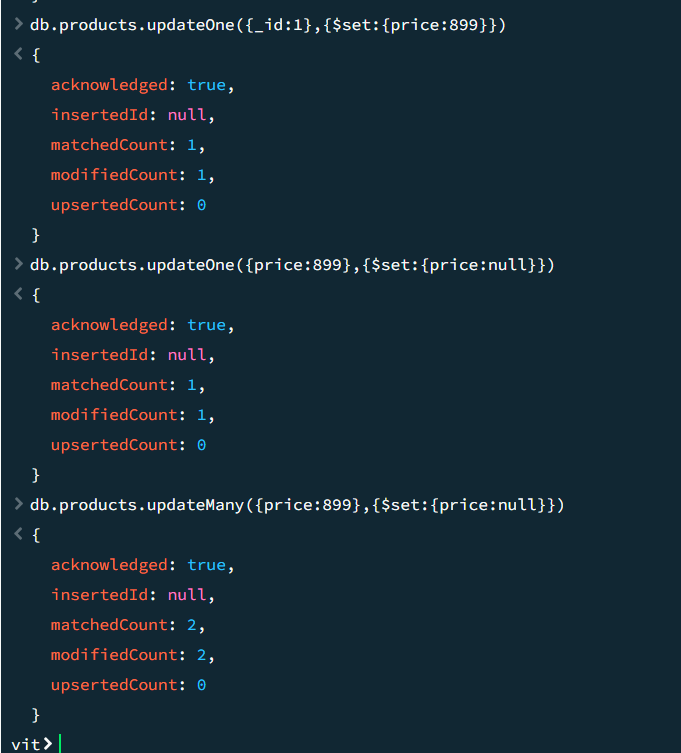 > db.products.updateOne({_id:1},{$set:{price:899}})
< {
acknowledged: true,
insertedId: null,
matchedCount: 1,
modifiedCount: 1,
upsertedCount: 0
}
> db.products.updateOne({price:899},{$set:{price:null}})
< {
acknowledged: true,
insertedId: null,
matchedCount: 1,
modifiedCount: 1,
upsertedCount: 0
}
> db.products.updateMany({price:899},{$set:{price:null}})
< {
acknowledged: true,
insertedId: null,
matchedCount: 2,
modifiedCount: 2,
upsertedCount: 0
}
vit>